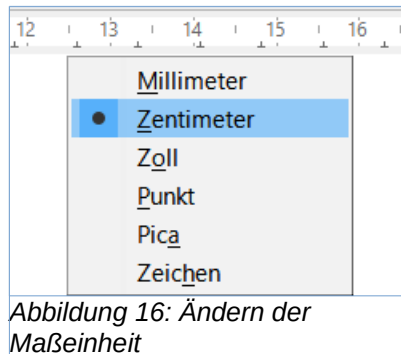 12 13 14 15 16
Millimeter
Zentimeter
Zoll
Punkt
Pica
Zeichen
Abbildung 16: Ändern der
Maßeinheit